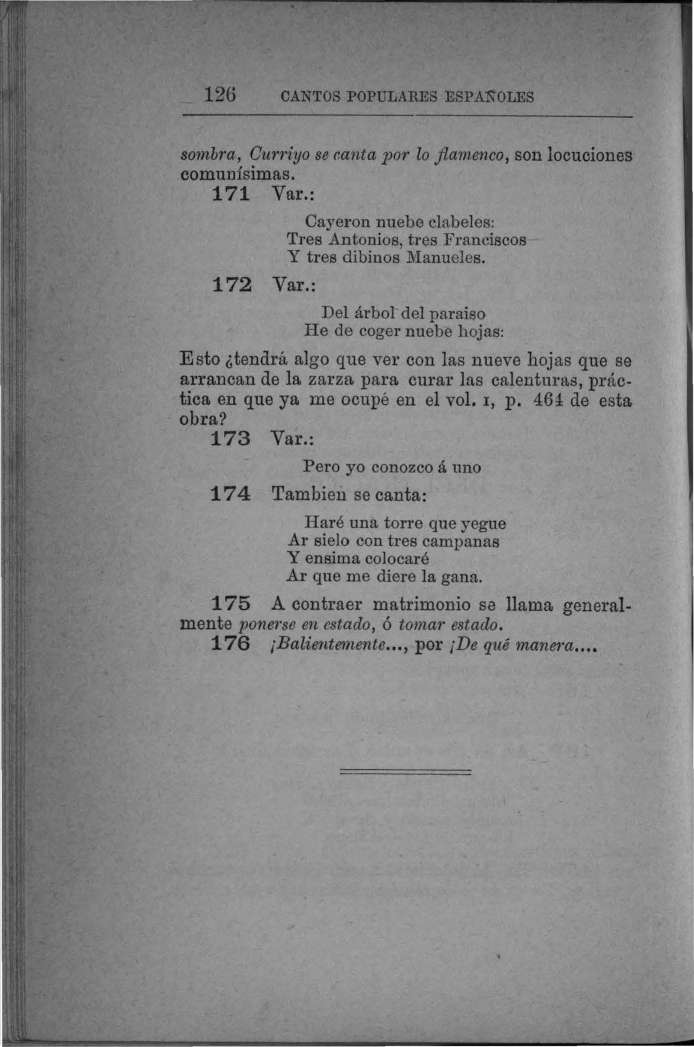 126 CANTOS POPULARES ESPAÑOLES
sombra, Curriyo se canta por lo flamenco, son locuciones
comunísimas.
171 Var.:
Cayeron nuebe clabeles:
Tres Antonios, tres Franciscos
Y tres dibinos Manueles.
172 Var.:
Del árbol del paraiso
He de coger nuebe hojas:
Esto ¿tendrá algo que ver con las nueve hojas que se
arrancan de la zarza para curar las calenturas, prác-
tica en que ya me ocupé en el vol. I, p. 464 de esta
obra?
173 Var.:
Pero yo conozco á uno
174 Tambien se canta:
Haré una torre que yegue
Ar sielo con tres campanas
Y ensima colocaré
Ar que me diere la gana.
175 A contraer matrimonio se llama general-
mente ponerse en estado, ó tomar estado.
176 ¡Balientemente..., por ¡De qué manera....